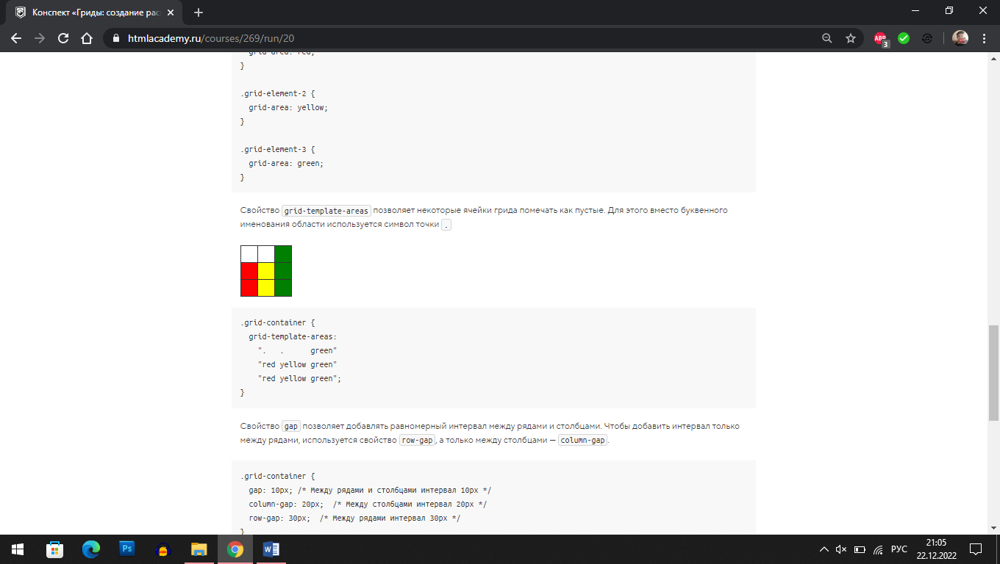 Конспект «Гриды: создание рас
htmlacademy.ru/courses/269/run/20
ABP
3
grid-area: red;
}
.grid-element-2 {
grid-area: yellow;
}
.grid-element-3 {
grid-area: green;
}
Свойство grid-template-areas позволяет некоторые ячейки грида помечать как пустые. Для этого вместо буквенного
именования области используется символ точки .
.grid-container {
grid-template-areas:
". . green"
"red yellow green"
"red yellow green";
}
Свойство gap позволяет добавлять равномерный интервал между рядами и столбцами. Чтобы добавить интервал только
между рядами, используется свойство row-gap, а только между столбцами — column-gap.
.grid-container {
gap: 10px; /* Между рядами и столбцами интервал 10px */
column-gap: 20px; /* Между столбцами интервал 20px */
row-gap: 30px; /* Между рядами интервал 30px */
}
Ps
W
РУС
21:05
22.12.2022